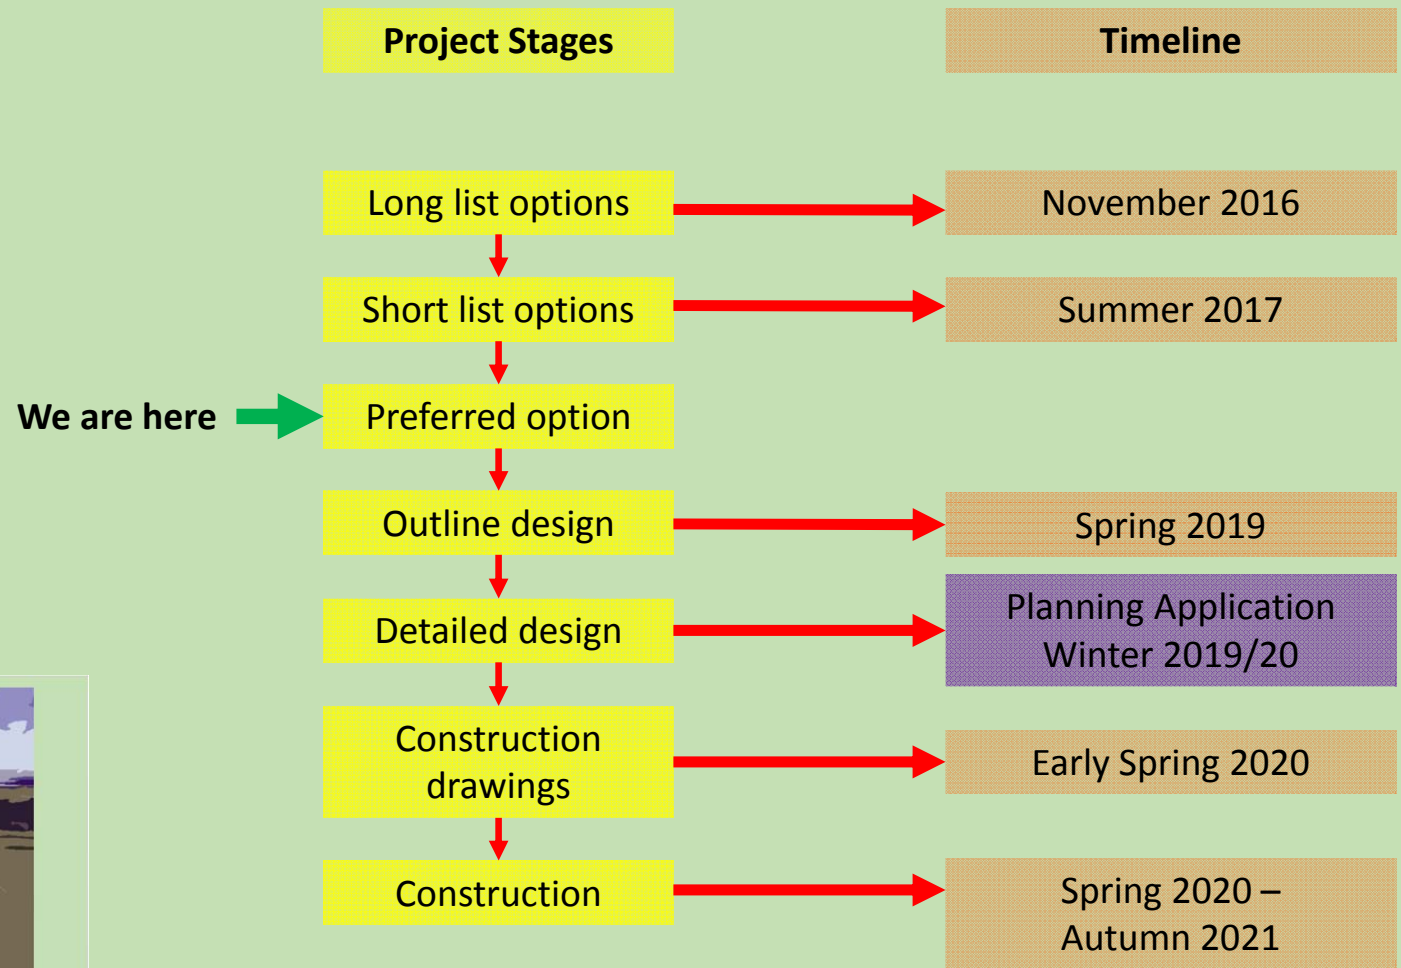 Project Stages
Timeline
Long list options
November 2016
Short list options
Summer 2017
We are here
Preferred option
Outline design
Spring 2019
Detailed design
Planning Application
Winter 2019/20
Construction
drawings
Early Spring 2020
Construction
Spring 2020 –
Autumn 2021